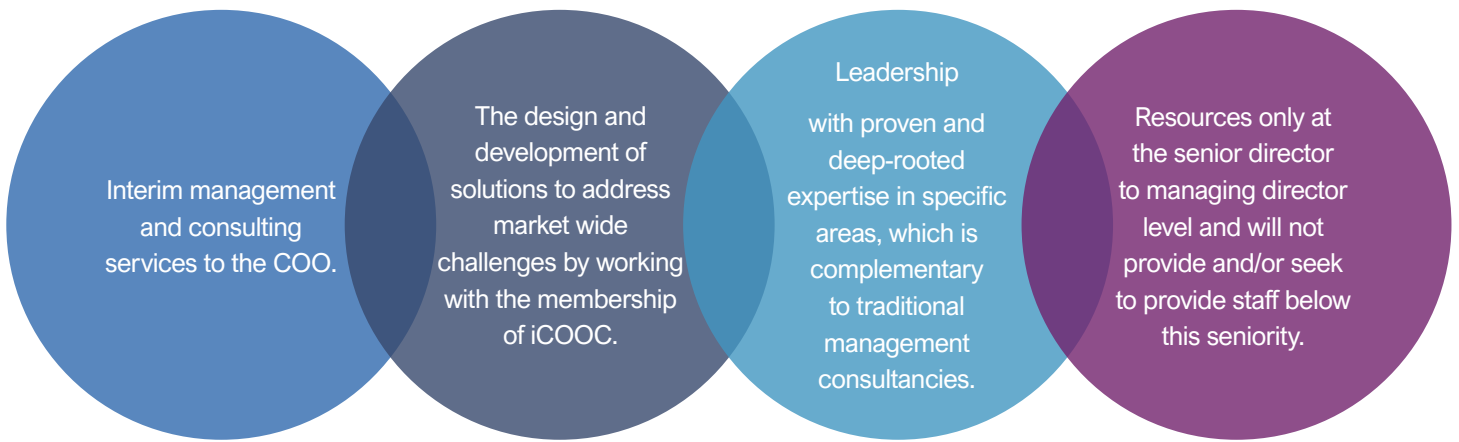 Interim management
and consulting
services to the COO.
The design and
development of
solutions to address
market wide
challenges by working
with the membership
of iCOOC.
Leadership
with proven and
deep-rooted
expertise in specific
areas, which is
complementary
to traditional
management
consultancies.
Resources only at
the senior director
to managing director
level and will not
provide and/or seek
to provide staff below
this seniority.